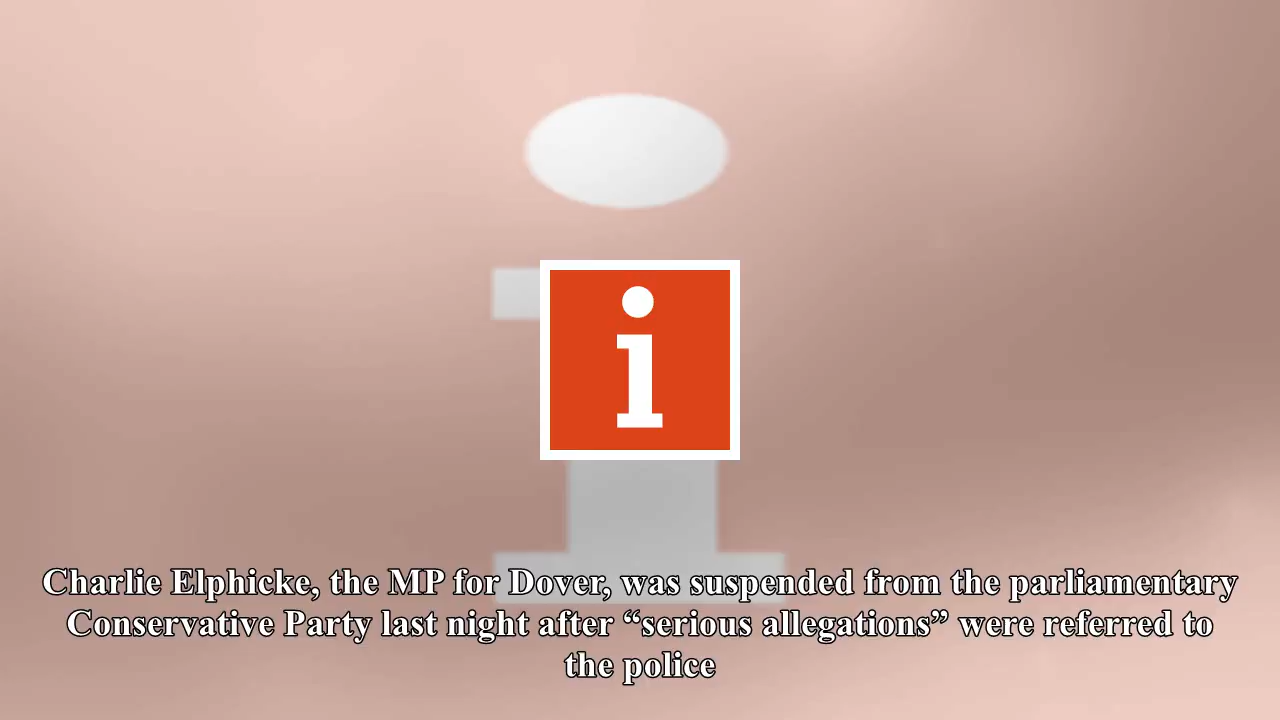 i
Charlie Elphicke, the MP for Dover, was suspended from the parliamentary
Conservative Party last night after “serious allegations” were referred to
the police